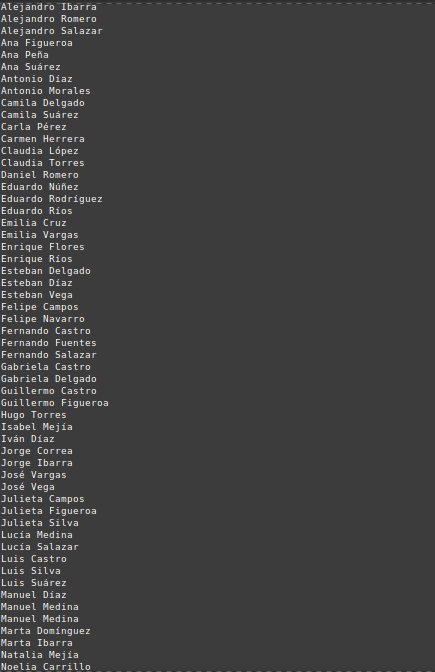 Alejandro Ibarra
Alejandro Romero
Alejandro Salazar
Ana Figueroa
Ana Peña
Ana Suárez
Antonio Díaz
Antonio Morales
Camila Delgado
Camila Suárez
Carla Pérez
Carmen Herrera
Claudia López
Claudia Torres
Daniel Romero
Eduardo Núñez
Eduardo Rodríguez
Eduardo Ríos
Emilia Cruz
Emilia Vargas
Enrique Flores
Enrique Ríos
Esteban Delgado
Esteban Díaz
Esteban Vega
Felipe Campos
Felipe Navarro
Fernando Castro
Fernando Fuentes
Fernando Salazar
Gabriela Castro
Gabriela Delgado
Guillermo Castro
Guillermo Figueroa
Hugo Torres
Isabel Mejía
Iván Díaz
Jorge Correa
Jorge Ibarra
José Vargas
José Vega
Julieta Campos
Julieta Figueroa
Julieta Silva
Lucía Medina
Lucía Salazar
Luis Castro
Luis Silva
Luis Suárez
Manuel Díaz
Manuel Medina
Manuel Medina
Marta Domínguez
Marta Ibarra
Natalia Mejía
Noelia Carrillo